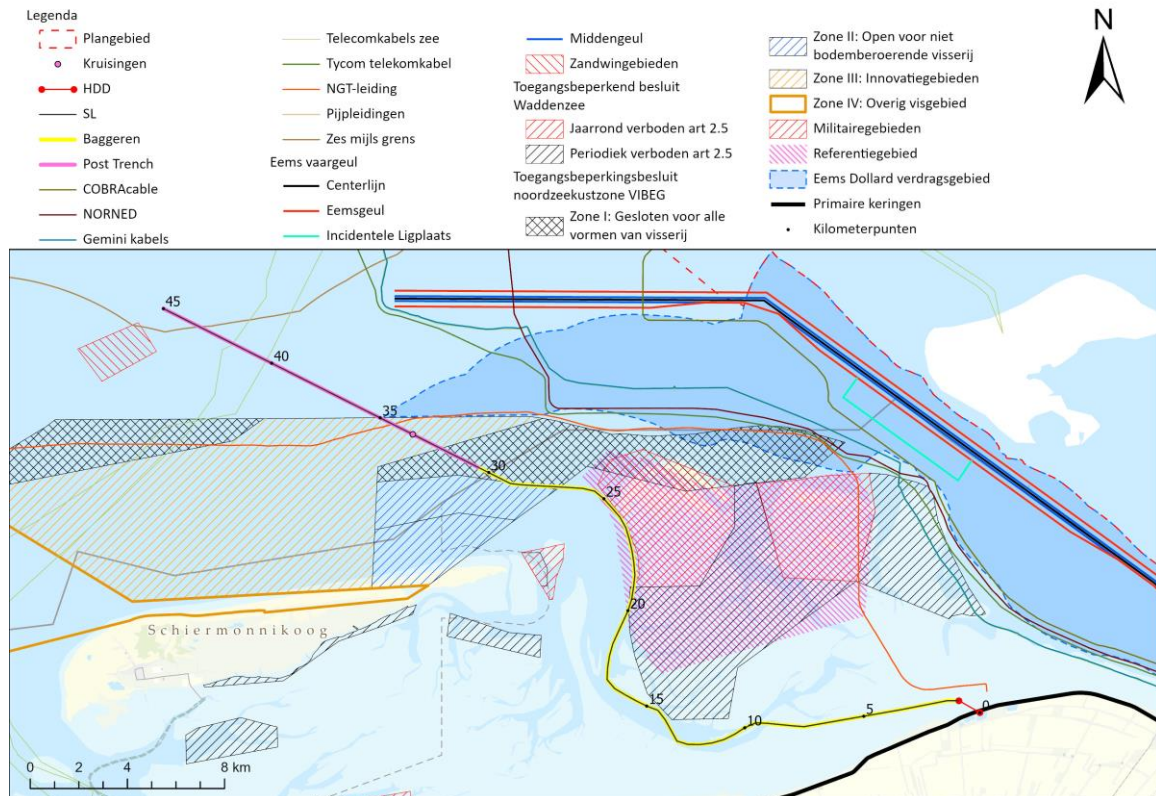 Legenda
Plangebied
Kruisingen
HDD
SL
Baggeren
Post Trench
COBRAcable
NORNED
Gemini kabels
Telecomkabels zee
Tycom telekomkabel
NGT-leiding
Pijpleidingen
Zes mijls grens
Eems vaargeul
Centerlijn
Eemsgeul
Incidentele Ligplaats
Middengeul
Zandwingebieden
Toegangsbeperkend besluit
Waddenzee
Jaarrond verboden art 2.5
Periodiek verboden art 2.5
Toegangsbeperkingsbesluit
noordzeekustzone VIBEG
Zone I: Gesloten voor alle
vormen van visserij
Zone II: Open voor niet
bodemberoerende visserij
Zone III: Innovatiegebieden
Zone IV: Overig visgebied
Militairegebieden
Referentiegebied
Eems Dollard verdragsgebied
Primaire keringen
Kilometerpunten
N
45
40
35
30
25
20
15
10
5
0
Schiermonnikoog
0 2 4 8 km